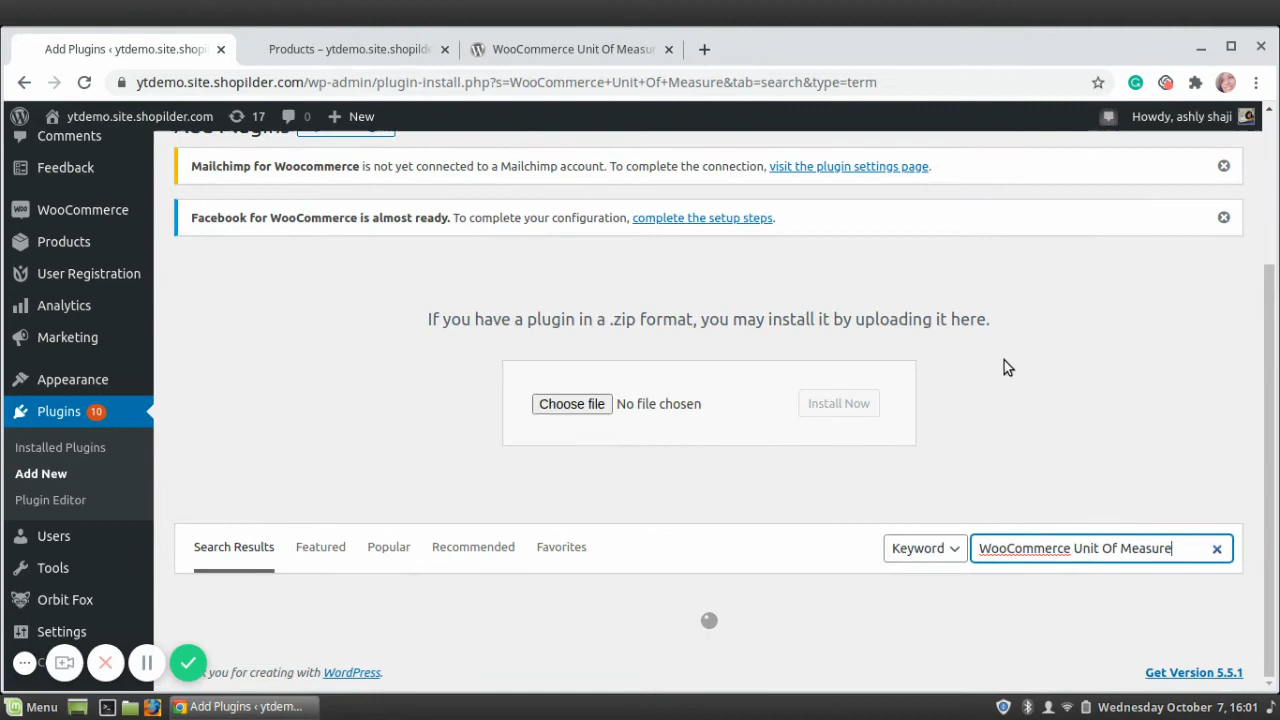 Add Plugins ‹ ytdemo.site.shopi
Products – ytdemo.site.shopilde
WooCommerce Unit Of Measur
ytdemo.site.shopilder.com/wp-admin/plugin-install.php?s=WooCommerce+Unit+Of+Measure&tab=search&type=term
ytdemo.site.shopilder.com 17 0 New Howdy, ashly shaji
Comments
Feedback
WooCommerce
Products
User Registration
Analytics
Marketing
Appearance
Plugins 10
Installed Plugins
Add New
Plugin Editor
Users
Tools
Orbit Fox
Settings
Mailchimp for Woocommerce is not yet connected to a Mailchimp account. To complete the connection, visit the plugin settings page.
Facebook for WooCommerce is almost ready. To complete your configuration, complete the setup steps.
If you have a plugin in a .zip format, you may install it by uploading it here.
Choose file No file chosen Install Now
Search Results Featured Popular Recommended Favorites Keyword WooCommerce Unit Of Measure
you for creating with WordPress.
Get Version 5.5.1
Menu Add Plugins ‹ ytdem... Wednesday October 7, 16:01